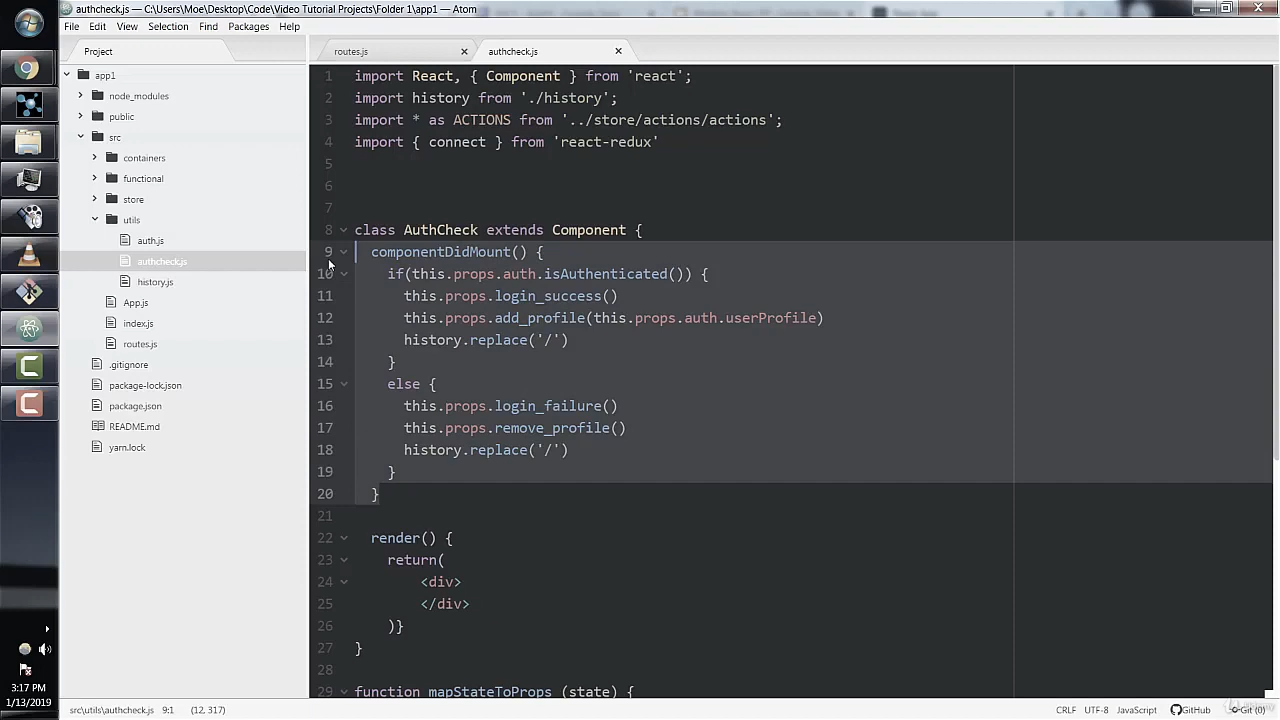 authcheck.js — C:\Users\Moe\Desktop\Code\Video Tutorial Projects\Folder 1\app1 — Atom
File Edit View Selection Find Packages Help
Project
routes.js
authcheck.js
app1
node_modules
public
src
containers
functional
store
utils
auth.js
authcheck.js
history.js
App.js
index.js
routes.js
.gitignore
package-lock.json
package.json
README.md
yarn.lock
1 import React, { Component } from 'react';
2 import history from './history';
3 import * as ACTIONS from '../store/actions/actions';
4 import { connect } from 'react-redux'
5
6
7
8 class AuthCheck extends Component {
9 componentDidMount() {
10 if(this.props.auth.isAuthenticated()) {
11 this.props.login_success()
12 this.props.add_profile(this.props.auth.userProfile)
13 history.replace('/')
14 }
15 else {
16 this.props.login_failure()
17 this.props.remove_profile()
18 history.replace('/')
19 }
20 }
21
22 render() {
23 return(
24 <div>
25 </div>
26 )}
27 }
28
29 function mapStateToProps (state) {
3:17 PM
1/13/2019
src\utils\authcheck.js 9:1 (12, 317)
CRLF UTF-8 JavaScript GitHub Git (0)